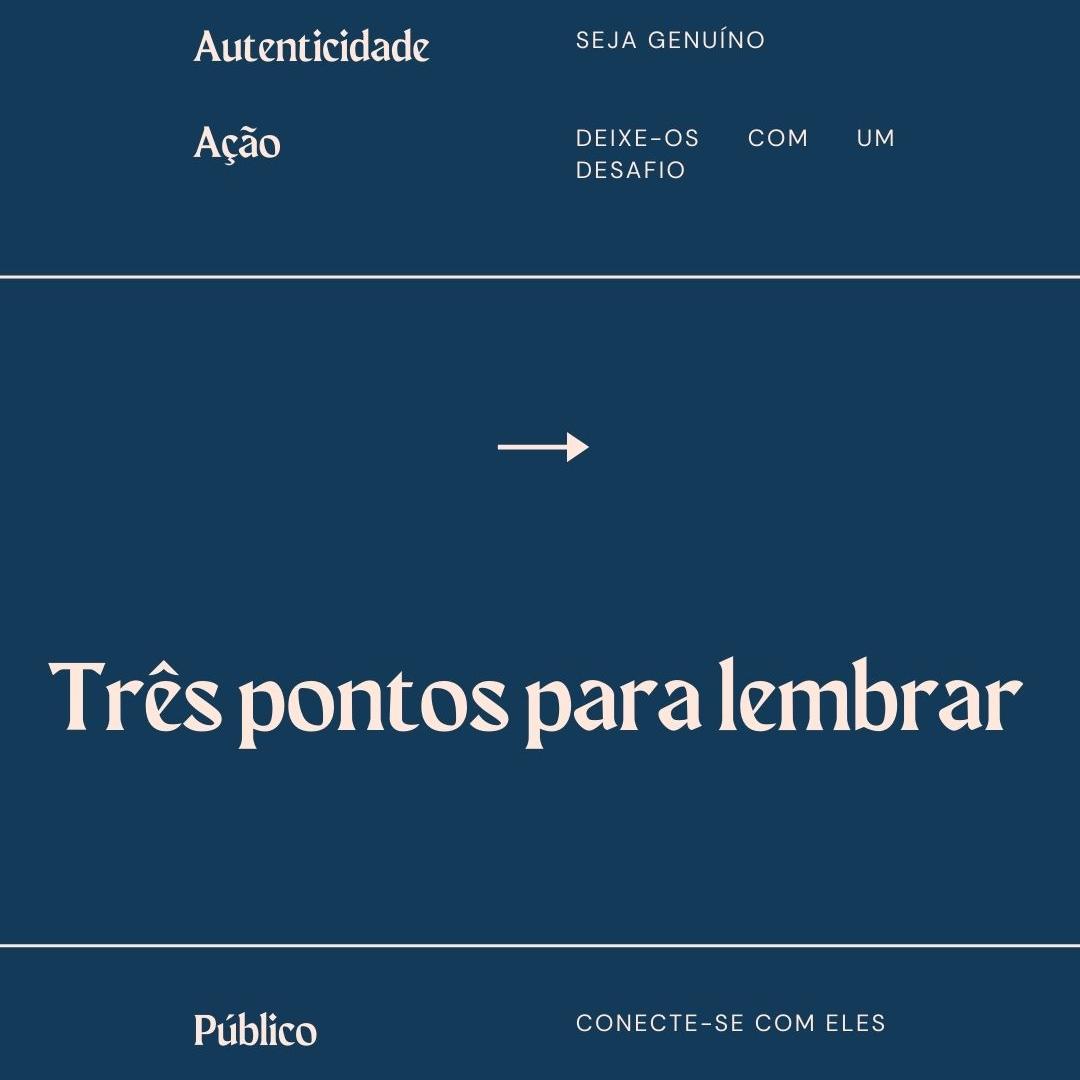 Autenticidade
SEJA GENUÍNO
Ação
DEIXE-OS COM UM
DESAFIO
Três pontos para lembrar
Público
CONECTE-SE COM ELES